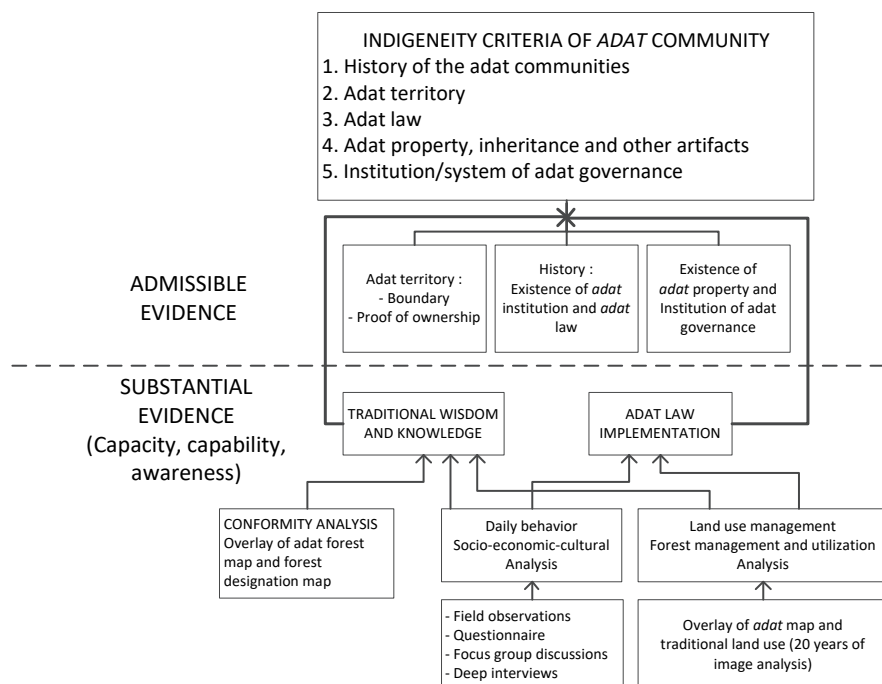 INDIGENEITY CRITERIA OF ADAT COMMUNITY
1. History of the adat communities
2. Adat territory
3. Adat law
4. Adat property, inheritance and other artifacts
5. Institution/system of adat governance
ADMISSIBLE
EVIDENCE
Adat territory :
- Boundary
- Proof of ownership
History :
Existence of adat
institution and adat
law
Existence of
adat property and
Institution of adat
governance
SUBSTANTIAL
EVIDENCE
(Capacity, capability,
awareness)
TRADITIONAL WISDOM
AND KNOWLEDGE
ADAT LAW
IMPLEMENTATION
CONFORMITY ANALYSIS
Overlay of adat forest
map and forest
designation map
Daily behavior
Socio-economic-cultural
Analysis
Land use management
Forest management and utilization
Analysis
- Field observations
- Questionnaire
- Focus group discussions
- Deep interviews
Overlay of adat map and
traditional land use (20 years of
image analysis)